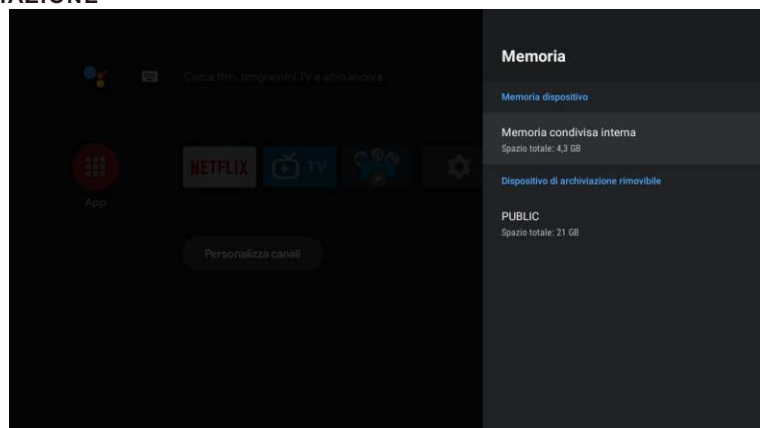 Memoria
Memoria dispositivo
Memoria condivisa interna
Spazio totale: 4,3 GB
Dispositivo di archiviazione rimovibile
PUBLIC
Spazio totale: 21 GB
Cerca film, programmi TV e altro ancora
NETFLIX
TV
App
Personalizza canali